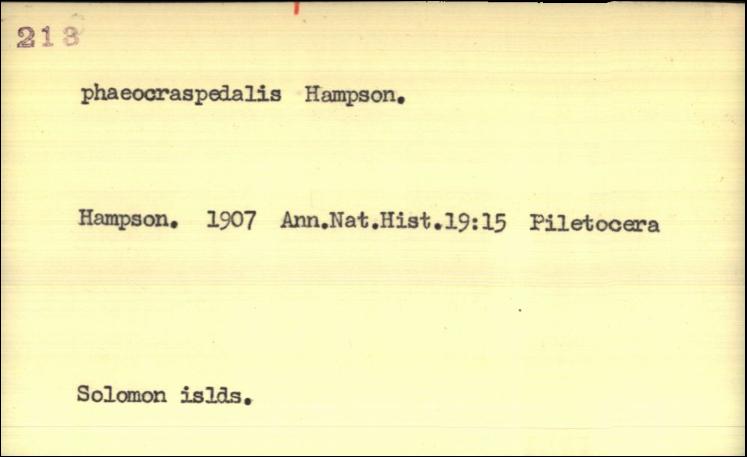 213
phaeocraspedalis Hampson.
Hampson. 1907 Ann.Nat.Hist.19:15 Piletocera
Solomon islds.